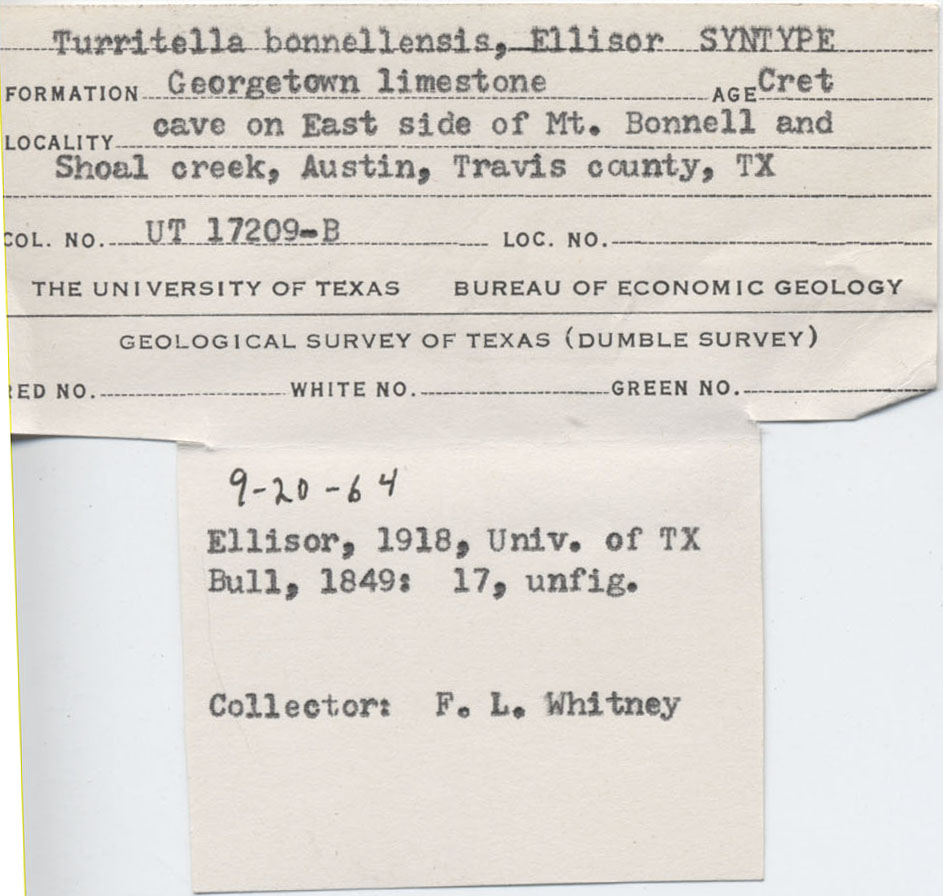 Turritella bonnellensis, Ellisor SYNTYPE
FORMATION Georgetown limestone AGE Cret
LOCALITY cave on East side of Mt. Bonnell and
Shoal creek, Austin, Travis county, TX
COL. NO. UT 17209-B LOC. NO.
THE UNIVERSITY OF TEXAS BUREAU OF ECONOMIC GEOLOGY
GEOLOGICAL SURVEY OF TEXAS (DUMBLE SURVEY)
RED NO. WHITE NO. GREEN NO.
9-20-64
Ellisor, 1918, Univ. of TX
Bull, 1849: 17, unfig.
Collector: F. L. Whitney